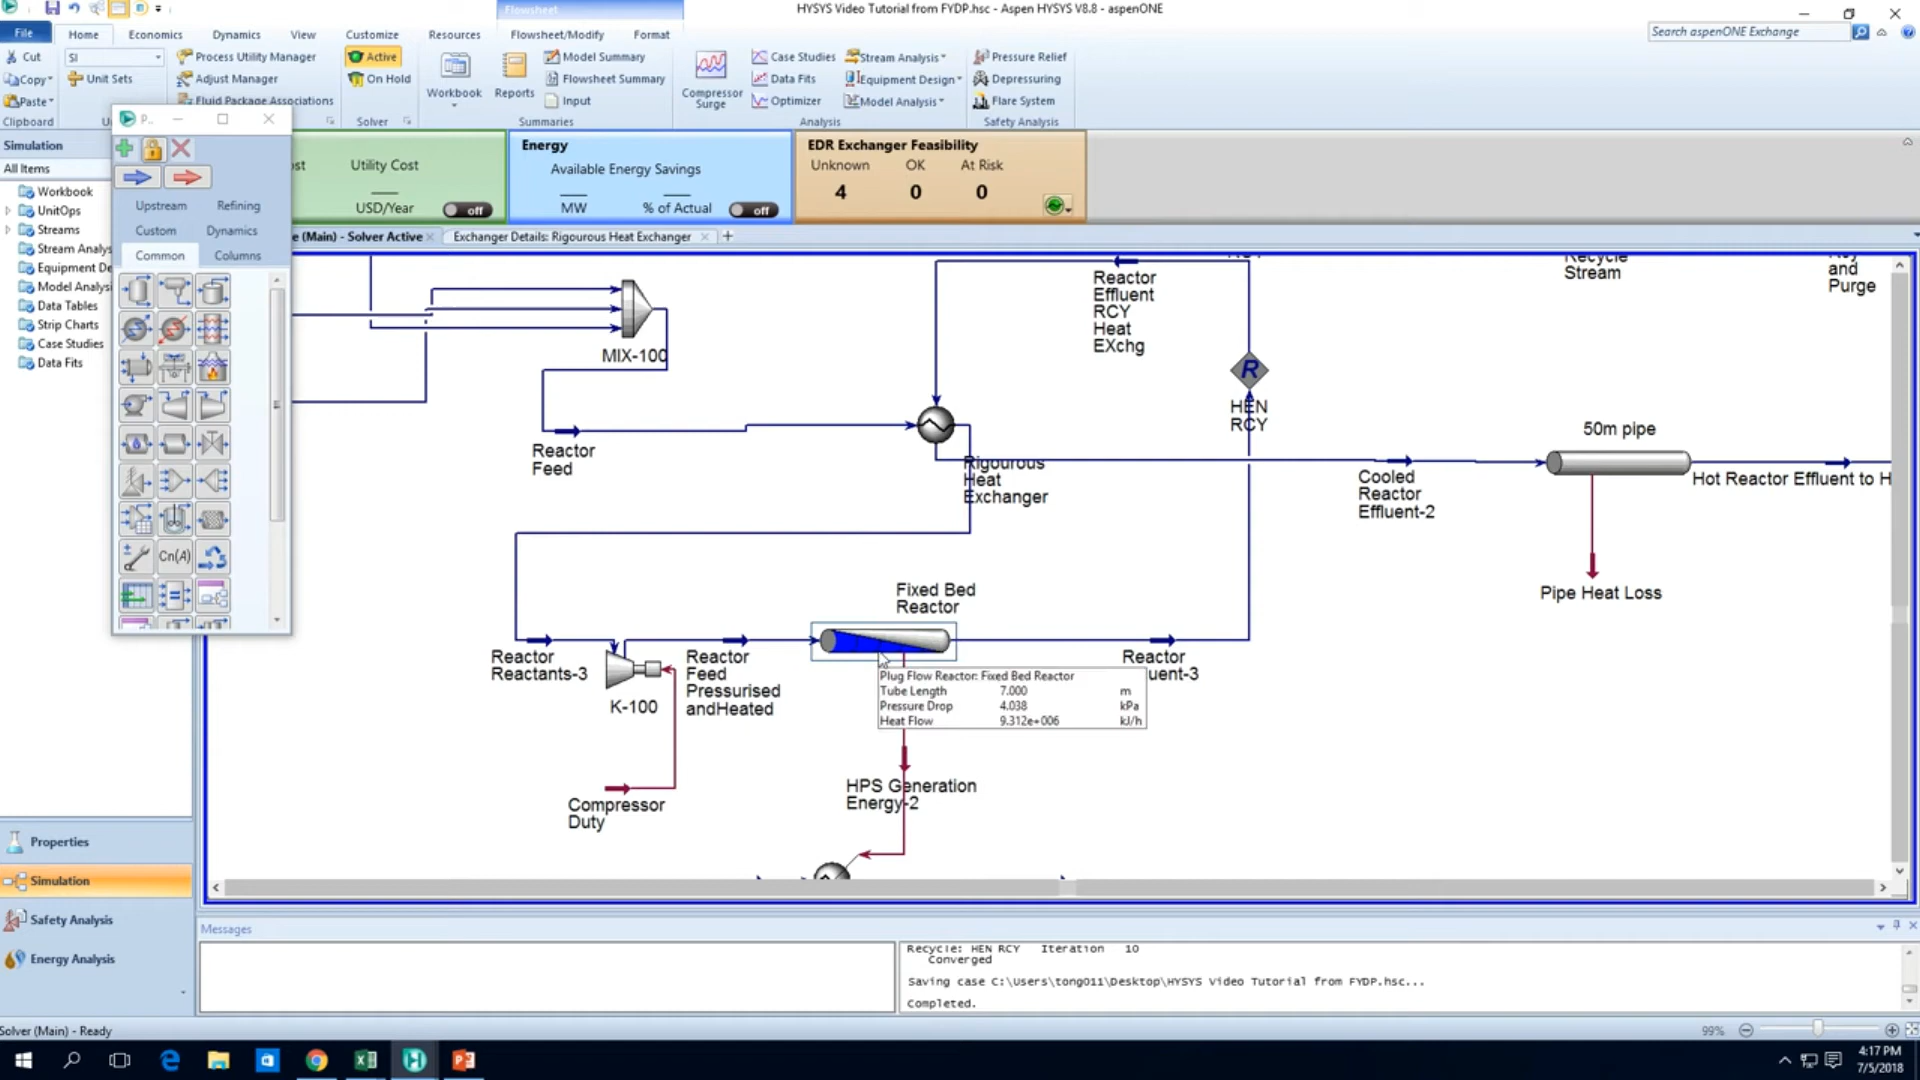 Flowsheet
HYSYS Video Tutorial from FYDP.hsc - Aspen HYSYS V8.8 - aspenONE
File
Home
Economics
Dynamics
View
Customize
Resources
Flowsheet/Modify
Format
Search aspenONE Exchange
Cut
SI
Process Utility Manager
Active
Model Summary
Case Studies
Stream Analysis
Pressure Relief
Copy
Unit Sets
Adjust Manager
On Hold
Flowsheet Summary
Data Fits
Equipment Design
Depressuring
Paste
Fluid Package Associations
Workbook
Reports
Input
Compressor
Surge
Optimizer
Model Analysis
Flare System
Clipboard
Solver
Summaries
Analysis
Safety Analysis
P..
Simulation
All Items
Workbook
UnitOps
Streams
Stream Analys
Equipment De
Model Analysi
Data Tables
Strip Charts
Case Studies
Data Fits
Upstream
Refining
Custom
Dynamics
Common
Columns
Cn(A)
ost
Utility Cost
USD/Year
off
Energy
Available Energy Savings
MW
% of Actual
off
EDR Exchanger Feasibility
Unknown
OK
At Risk
4
0
0
e (Main) - Solver Active
Exchanger Details: Rigourous Heat Exchanger
Recycle
Stream
and
Purge
Reactor
Effluent
RCY
Heat
EXchg
MIX-100
R
HEN
RCY
Reactor
Feed
Rigourous
Heat
Exchanger
50m pipe
Cooled
Reactor
Effluent-2
Hot Reactor Effluent to H
Pipe Heat Loss
Fixed Bed
Reactor
Reactor
Reactants-3
K-100
Reactor
Feed
Pressurised
andHeated
Reactor
uent-3
Plug Flow Reactor: Fixed Bed Reactor
Tube Length 7.000 m
Pressure Drop 4.038 kPa
Heat Flow 9.312e+006 kJ/h
Compressor
Duty
HPS Generation
Energy-2
Properties
Simulation
Safety Analysis
Energy Analysis
Messages
Recycle: HEN RCY Iteration 10
Converged
Saving case C:\Users\tong011\Desktop\HYSYS Video Tutorial from FYDP.hsc...
Completed.
Solver (Main) - Ready
99%
4:17 PM
7/5/2018